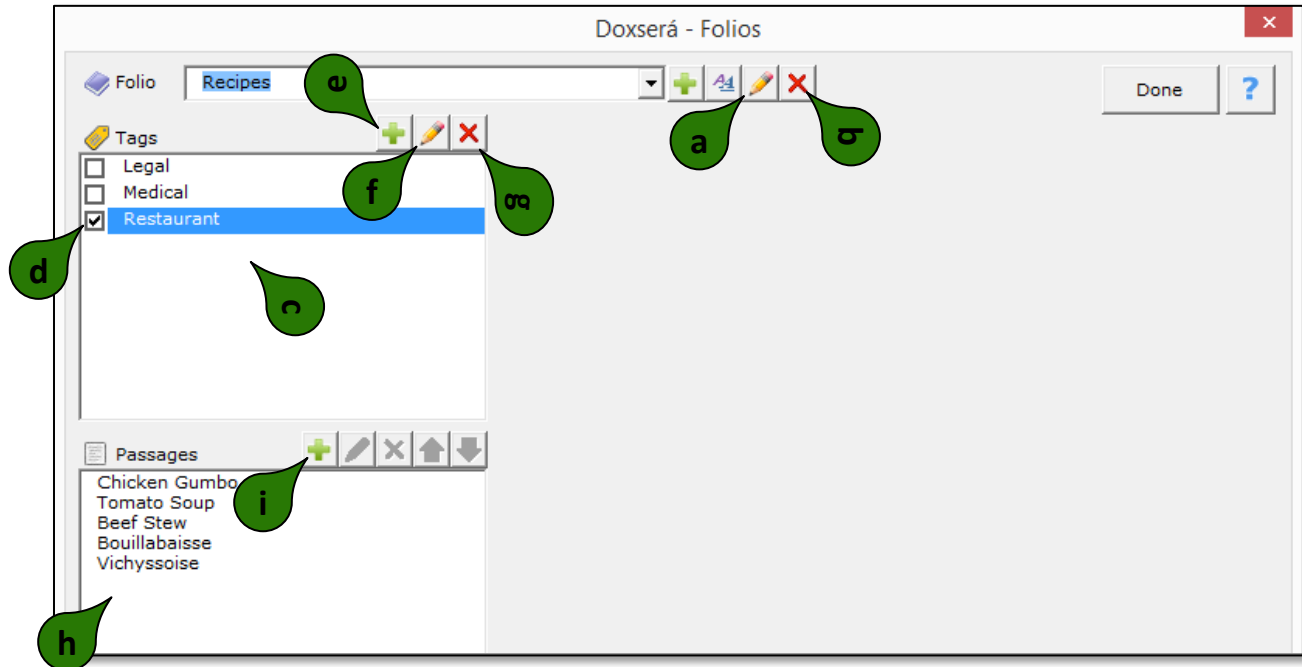 Doxserá - Folios
Folio Recipes e Done ?
a b
Tags
Legal
Medical f g
Restaurant
d
c
Passages
Chicken Gumbo
Tomato Soup i
Beef Stew
Bouillabaisse
Vichyssoise
h